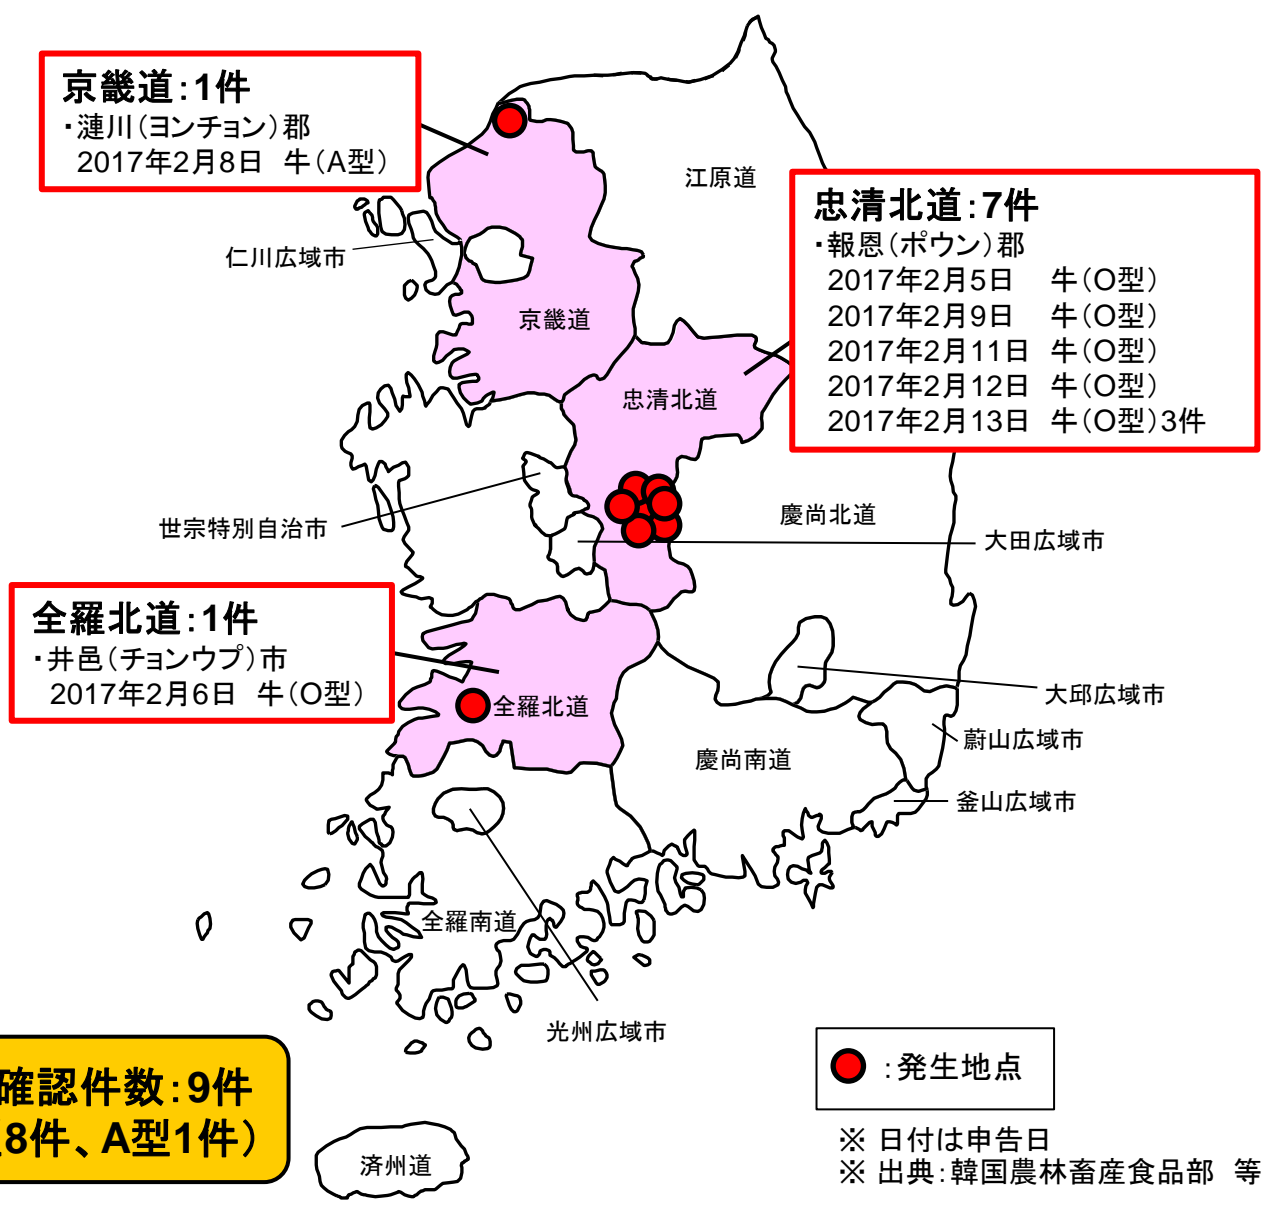 京畿道：1件
・漣川（ヨンチョン）郡
2017年2月8日　牛（A型）
江原道
忠清北道：7件
・報恩（ポウン）郡
2017年2月5日　牛（O型）
2017年2月9日　牛（O型）
2017年2月11日　牛（O型）
2017年2月12日　牛（O型）
2017年2月13日　牛（O型）3件
仁川広域市
京畿道
忠清北道
世宗特別自治市
慶尚北道
大田広域市
全羅北道：1件
・井邑（チョンウプ）市
2017年2月6日　牛（O型）
全羅北道
大邱広域市
蔚山広域市
慶尚南道
釜山広域市
全羅南道
光州広域市
：発生地点
確認件数：9件
8件、A型1件）
済州道
※ 日付は申告日
※ 出典：韓国農林畜産食品部　等